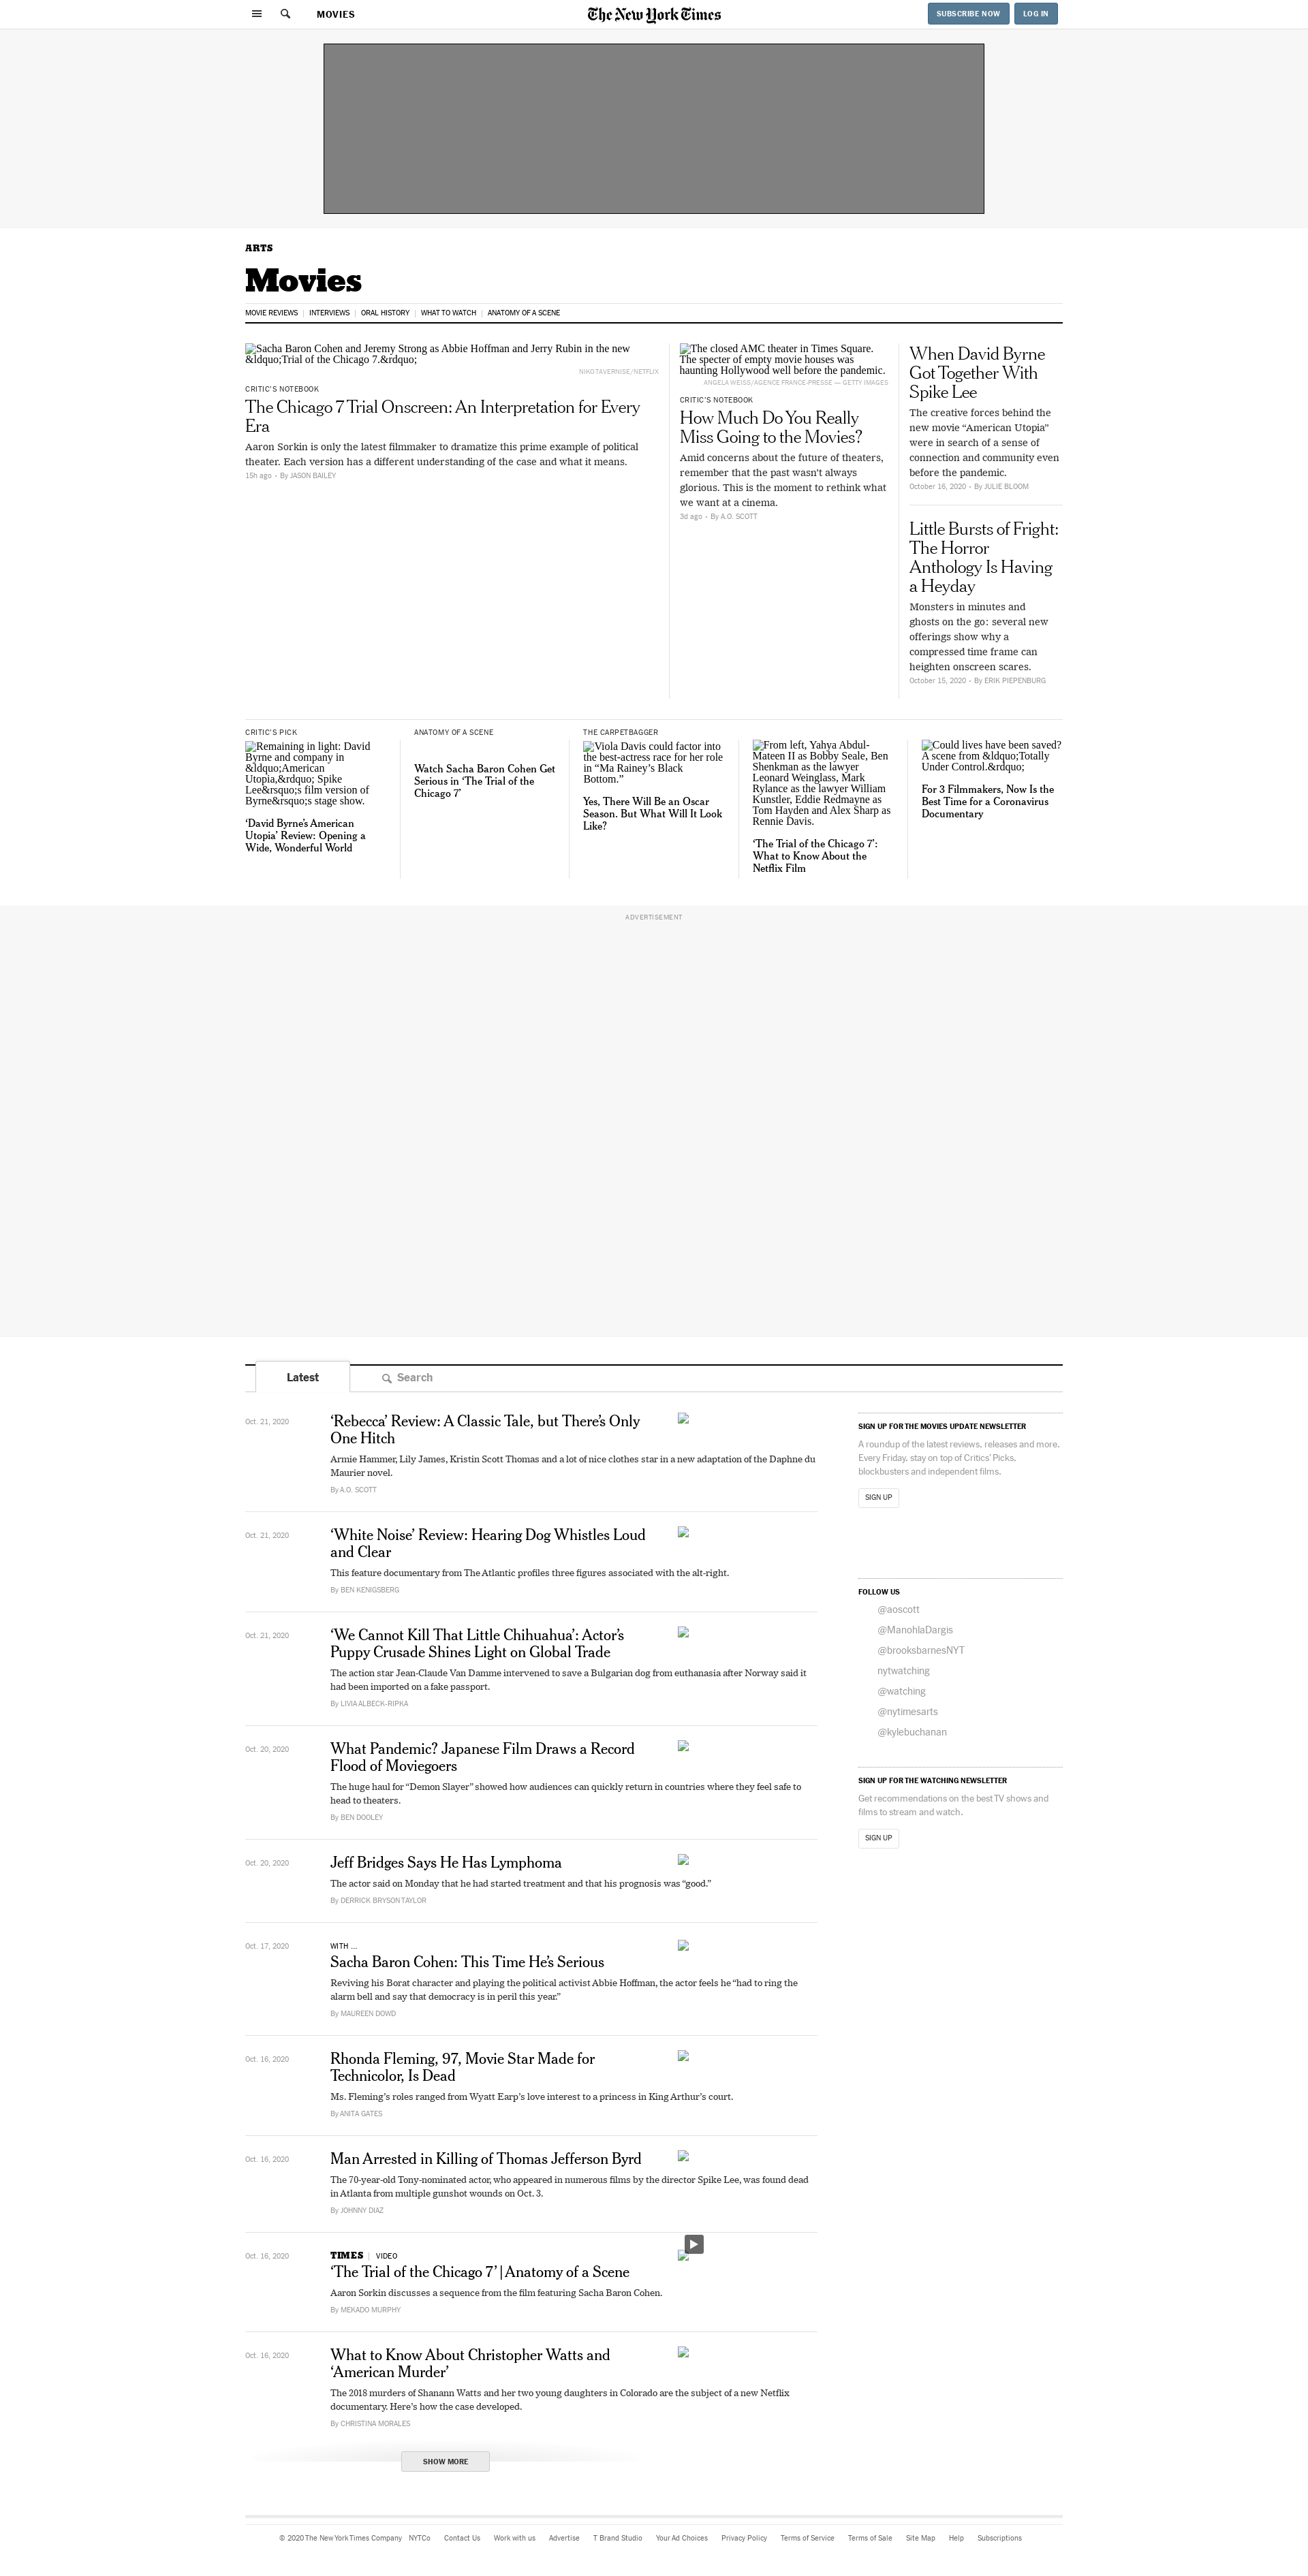 MOVIES
The New York Times
SUBSCRIBE NOW
LOG IN
ARTS
Movies
MOVIE REVIEWS
INTERVIEWS
ORAL HISTORY
WHAT TO WATCH
ANATOMY OF A SCENE
Sacha Baron Cohen and Jeremy Strong as Abbie Hoffman and Jerry Rubin in the new
&ldquo;Trial of the Chicago 7.&rdquo;
NIKO TAVERNISE/NETFLIX
CRITIC'S NOTEBOOK
The Chicago 7 Trial Onscreen: An Interpretation for Every
Era
Aaron Sorkin is only the latest filmmaker to dramatize this prime example of political
theater. Each version has a different understanding of the case and what it means.
15h ago • By JASON BAILEY
The closed AMC theater in Times Square.
The specter of empty movie houses was
haunting Hollywood well before the pandemic.
ANGELA WEISS/AGENCE FRANCE-PRESSE — GETTY IMAGES
CRITIC'S NOTEBOOK
How Much Do You Really
Miss Going to the Movies?
Amid concerns about the future of theaters,
remember that the past wasn't always
glorious. This is the moment to rethink what
we want at a cinema.
3d ago • By A.O. SCOTT
When David Byrne
Got Together With
Spike Lee
The creative forces behind the
new movie “American Utopia”
were in search of a sense of
connection and community even
before the pandemic.
October 16, 2020 • By JULIE BLOOM
Little Bursts of Fright:
The Horror
Anthology Is Having
a Heyday
Monsters in minutes and
ghosts on the go: several new
offerings show why a
compressed time frame can
heighten onscreen scares.
October 15, 2020 • By ERIK PIEPENBURG
CRITIC'S PICK
Remaining in light: David
Byrne and company in
&ldquo;American
Utopia,&rdquo; Spike
Lee&rsquo;s film version of
Byrne&rsquo;s stage show.
‘David Byrne’s American
Utopia’ Review: Opening a
Wide, Wonderful World
ANATOMY OF A SCENE
Watch Sacha Baron Cohen Get
Serious in ‘The Trial of the
Chicago 7’
THE CARPETBAGGER
Viola Davis could factor into
the best-actress race for her role
in “Ma Rainey’s Black
Bottom.”
Yes, There Will Be an Oscar
Season. But What Will It Look
Like?
From left, Yahya Abdul-
Mateen II as Bobby Seale, Ben
Shenkman as the lawyer
Leonard Weinglass, Mark
Rylance as the lawyer William
Kunstler, Eddie Redmayne as
Tom Hayden and Alex Sharp as
Rennie Davis.
‘The Trial of the Chicago 7’:
What to Know About the
Netflix Film
Could lives have been saved?
A scene from &ldquo;Totally
Under Control.&rdquo;
For 3 Filmmakers, Now Is the
Best Time for a Coronavirus
Documentary
ADVERTISEMENT
Latest
Search
Oct. 21, 2020
‘Rebecca’ Review: A Classic Tale, but There’s Only
One Hitch
Armie Hammer, Lily James, Kristin Scott Thomas and a lot of nice clothes star in a new adaptation of the Daphne du
Maurier novel.
By A.O. SCOTT
Oct. 21, 2020
‘White Noise’ Review: Hearing Dog Whistles Loud
and Clear
This feature documentary from The Atlantic profiles three figures associated with the alt-right.
By BEN KENIGSBERG
Oct. 21, 2020
‘We Cannot Kill That Little Chihuahua’: Actor’s
Puppy Crusade Shines Light on Global Trade
The action star Jean-Claude Van Damme intervened to save a Bulgarian dog from euthanasia after Norway said it
had been imported on a fake passport.
By LIVIA ALBECK-RIPKA
Oct. 20, 2020
What Pandemic? Japanese Film Draws a Record
Flood of Moviegoers
The huge haul for “Demon Slayer” showed how audiences can quickly return in countries where they feel safe to
head to theaters.
By BEN DOOLEY
Oct. 20, 2020
Jeff Bridges Says He Has Lymphoma
The actor said on Monday that he had started treatment and that his prognosis was “good.”
By DERRICK BRYSON TAYLOR
Oct. 17, 2020
WITH ...
Sacha Baron Cohen: This Time He’s Serious
Reviving his Borat character and playing the political activist Abbie Hoffman, the actor feels he “had to ring the
alarm bell and say that democracy is in peril this year.”
By MAUREEN DOWD
Oct. 16, 2020
Rhonda Fleming, 97, Movie Star Made for
Technicolor, Is Dead
Ms. Fleming’s roles ranged from Wyatt Earp’s love interest to a princess in King Arthur’s court.
By ANITA GATES
Oct. 16, 2020
Man Arrested in Killing of Thomas Jefferson Byrd
The 70-year-old Tony-nominated actor, who appeared in numerous films by the director Spike Lee, was found dead
in Atlanta from multiple gunshot wounds on Oct. 3.
By JOHNNY DIAZ
Oct. 16, 2020
TIMES | VIDEO
‘The Trial of the Chicago 7’ | Anatomy of a Scene
Aaron Sorkin discusses a sequence from the film featuring Sacha Baron Cohen.
By MEKADO MURPHY
Oct. 16, 2020
What to Know About Christopher Watts and
‘American Murder’
The 2018 murders of Shanann Watts and her two young daughters in Colorado are the subject of a new Netflix
documentary. Here’s how the case developed.
By CHRISTINA MORALES
SHOW MORE
SIGN UP FOR THE MOVIES UPDATE NEWSLETTER
A roundup of the latest reviews, releases and more.
Every Friday, stay on top of Critics’ Picks,
blockbusters and independent films.
SIGN UP
FOLLOW US
@aoscott
@ManohlaDargis
@brooksbarnesNYT
nytwatching
@watching
@nytimesarts
@kylebuchanan
SIGN UP FOR THE WATCHING NEWSLETTER
Get recommendations on the best TV shows and
films to stream and watch.
SIGN UP
© 2020 The New York Times Company NYTCo Contact Us Work with us Advertise T Brand Studio Your Ad Choices Privacy Policy Terms of Service Terms of Sale Site Map Help Subscriptions